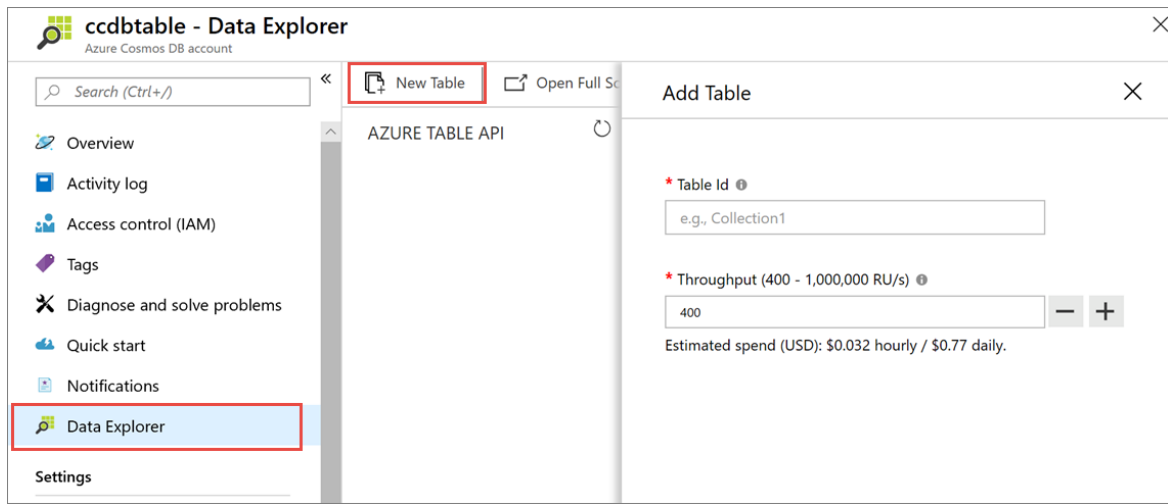 ccdbtable - Data Explorer
Azure Cosmos DB account
Search (Ctrl+/)
«
Overview
Activity log
Access control (IAM)
Tags
Diagnose and solve problems
Quick start
Notifications
Data Explorer
Settings
New Table
Open Full Sc
AZURE TABLE API
Add Table
* Table Id
e.g., Collection1
* Throughput (400 - 1,000,000 RU/s)
400
Estimated spend (USD): $0.032 hourly / $0.77 daily.